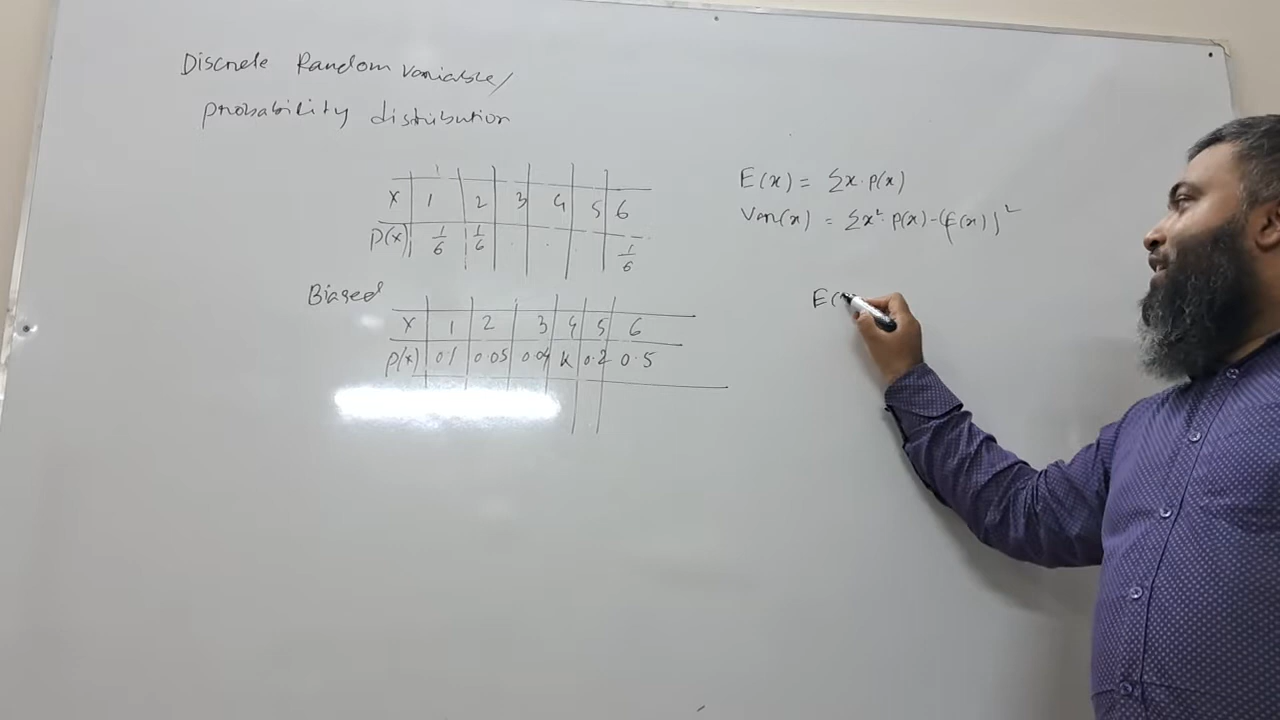 Discrete Random variable/
probability distribution
X 1 2 3 4 5 6
P(x) 1/6 1/6 . . 1/6
E(x) = Σx·p(x)
Var(x) = Σx²·p(x)-(E(x))²
Biased
X 1 2 3 4 5 6
P(x) 0.1 0.05 0.04 K 0.2 0.5
E(